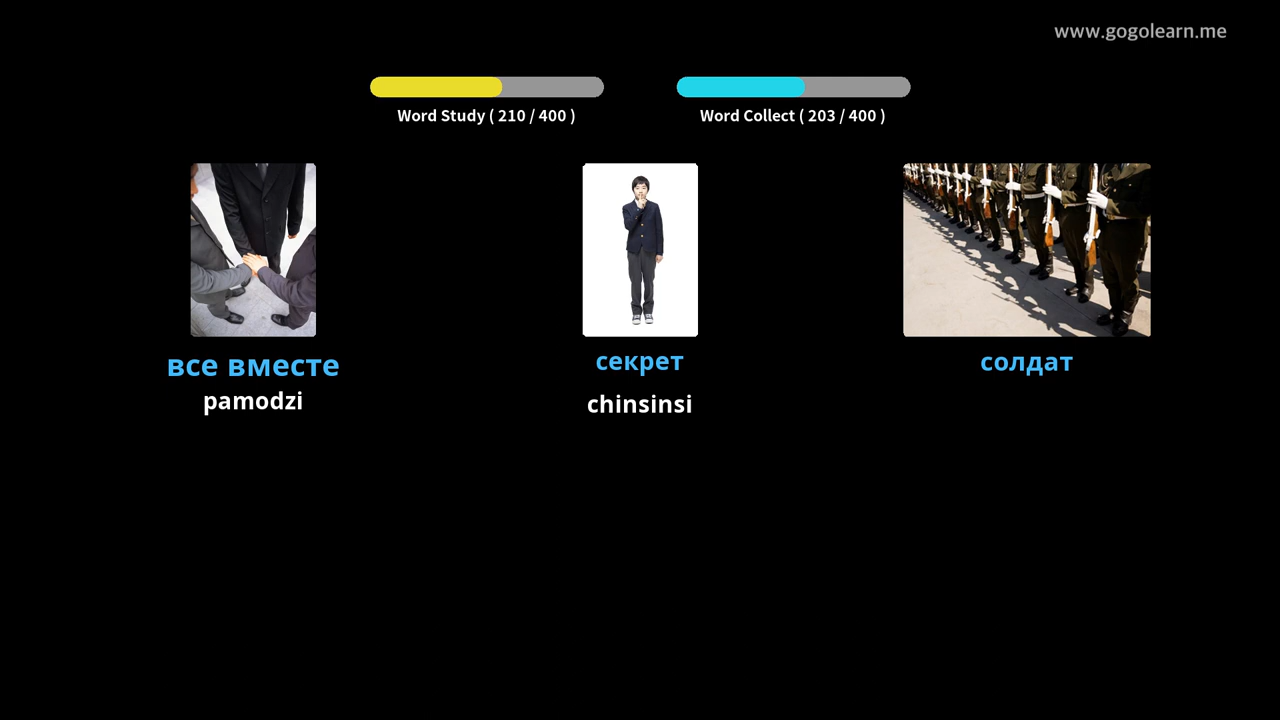 www.gogolearn.me
Word Study ( 210 / 400 )
Word Collect ( 203 / 400 )
все вместе
pamodzi
секрет
chinsinsi
солдат